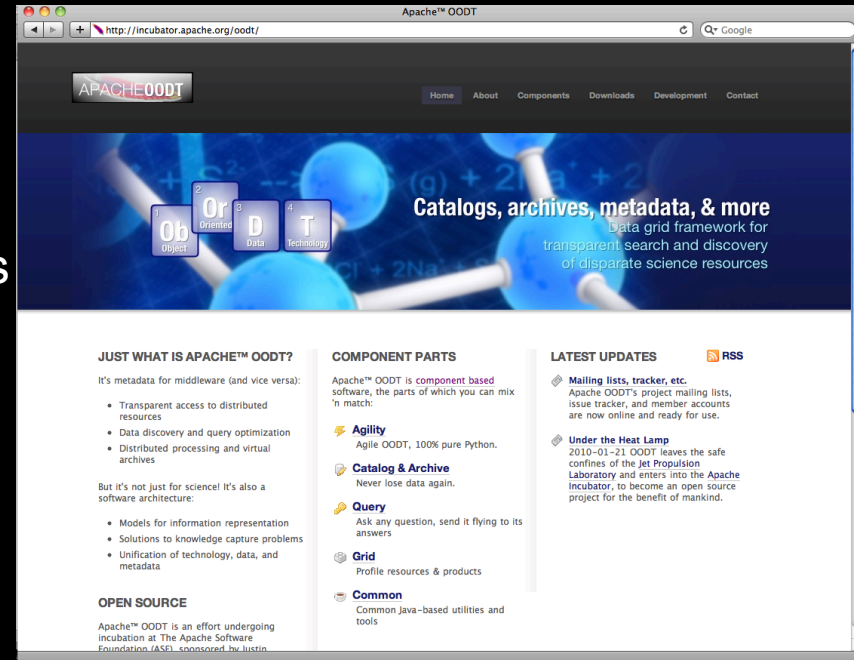 Apache™ OODT
http://incubator.apache.org/oodt/
Google
APACHEOODT
Home About Components Downloads Development Contact
1
Ob
Object
2
Or
Oriented
3
D
Data
4
T
Technology
Catalogs, archives, metadata, & more
Data grid framework for
transparent search and discovery
of disparate science resources
s
JUST WHAT IS APACHE™ OODT?
It's metadata for middleware (and vice versa):
• Transparent access to distributed
resources
• Data discovery and query optimization
• Distributed processing and virtual
archives
But it's not just for science! It's also a
software architecture:
• Models for information representation
• Solutions to knowledge capture problems
• Unification of technology, data, and
metadata
OPEN SOURCE
Apache™ OODT is an effort undergoing
incubation at The Apache Software
Foundation (ASF), sponsored by Justin
COMPONENT PARTS
Apache™ OODT is component based
software, the parts of which you can mix
'n match:
Agility
Agile OODT, 100% pure Python.
Catalog & Archive
Never lose data again.
Query
Ask any question, send it flying to its
answers
Grid
Profile resources & products
Common
Common Java-based utilities and
tools
LATEST UPDATES
RSS
Mailing lists, tracker, etc.
Apache OODT's project mailing lists,
issue tracker, and member accounts
are now online and ready for use.
Under the Heat Lamp
2010-01-21 OODT leaves the safe
confines of the Jet Propulsion
Laboratory and enters into the Apache
Incubator, to become an open source
project for the benefit of mankind.